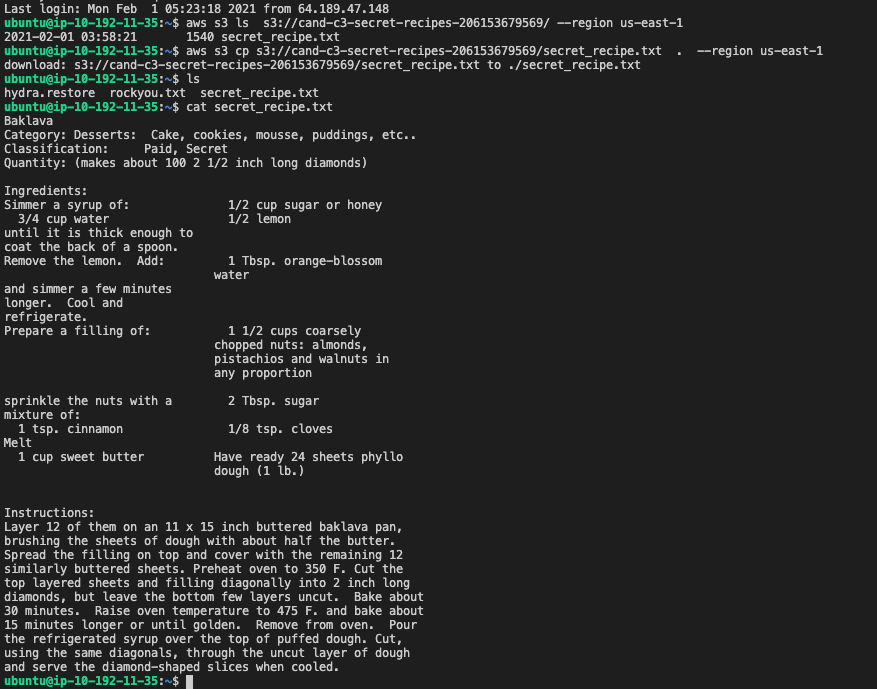 Last login: Mon Feb  1 05:23:18 2021 from 64.189.47.148
ubuntu@ip-10-192-11-35:~$ aws s3 ls  s3://cand-c3-secret-recipes-206153679569/ --region us-east-1
2021-02-01 03:58:21       1540 secret_recipe.txt
ubuntu@ip-10-192-11-35:~$ aws s3 cp s3://cand-c3-secret-recipes-206153679569/secret_recipe.txt  .  --region us-east-1
download: s3://cand-c3-secret-recipes-206153679569/secret_recipe.txt to ./secret_recipe.txt
ubuntu@ip-10-192-11-35:~$ ls
hydra.restore  rockyou.txt  secret_recipe.txt
ubuntu@ip-10-192-11-35:~$ cat secret_recipe.txt
Baklava
Category: Desserts:  Cake, cookies, mousse, puddings, etc..
Classification:     Paid, Secret
Quantity: (makes about 100 2 1/2 inch long diamonds)

Ingredients:
Simmer a syrup of:              1/2 cup sugar or honey
  3/4 cup water                 1/2 lemon
until it is thick enough to
coat the back of a spoon.
Remove the lemon.  Add:         1 Tbsp. orange-blossom
                              water
and simmer a few minutes
longer.  Cool and
refrigerate.
Prepare a filling of:           1 1/2 cups coarsely
                              chopped nuts: almonds,
                              pistachios and walnuts in
                              any proportion

sprinkle the nuts with a        2 Tbsp. sugar
mixture of:
  1 tsp. cinnamon               1/8 tsp. cloves
Melt
  1 cup sweet butter          Have ready 24 sheets phyllo
                              dough (1 lb.)


Instructions:
Layer 12 of them on an 11 x 15 inch buttered baklava pan,
brushing the sheets of dough with about half the butter.
Spread the filling on top and cover with the remaining 12
similarly buttered sheets. Preheat oven to 350 F. Cut the
top layered sheets and filling diagonally into 2 inch long
diamonds, but leave the bottom few layers uncut.  Bake about
30 minutes.  Raise oven temperature to 475 F. and bake about
15 minutes longer or until golden.  Remove from oven.  Pour
the refrigerated syrup over the top of puffed dough. Cut,
using the same diagonals, through the uncut layer of dough
and serve the diamond-shaped slices when cooled.
ubuntu@ip-10-192-11-35:~$